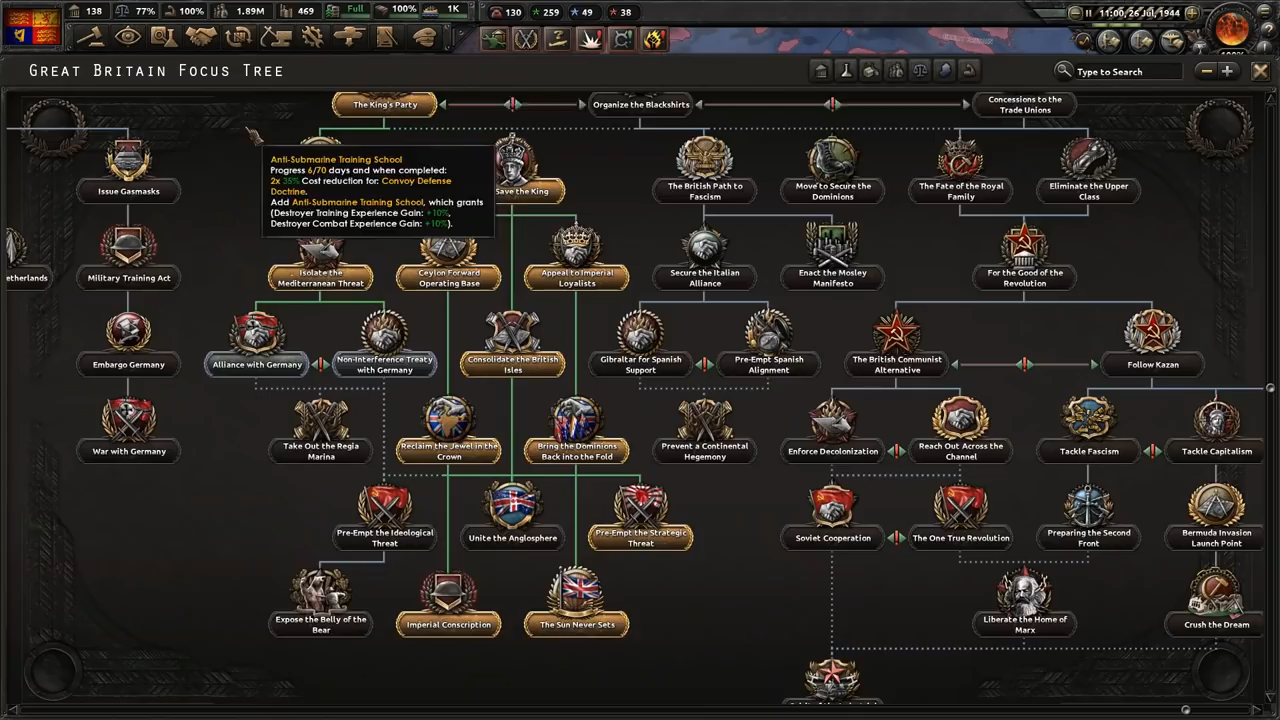 138
77%
100%
1.89M
469
Full
100%
1K
130
259
49
38
11:00, 26 Jul, 1944
100%
GREAT BRITAIN FOCUS TREE
Type to Search
The King's Party
Organize the Blackshirts
Concessions to the
Trade Unions
Anti-Submarine Training School
Progress 6/70 days and when completed:
2x 35% Cost reduction for: Convoy Defense
Doctrine.
Add Anti-Submarine Training School, which grants
(Destroyer Training Experience Gain: +10%,
Destroyer Combat Experience Gain: +10%).
Issue Gasmasks
Save the King
The British Path to
Fascism
Move to Secure the
Dominions
The Fate of the Royal
Family
Eliminate the Upper
Class
etherlands
Military Training Act
Isolate the
Mediterranean Threat
Ceylon Forward
Operating Base
Appeal to Imperial
Loyalists
Secure the Italian
Alliance
Enact the Mosley
Manifesto
For the Good of the
Revolution
Embargo Germany
Alliance with Germany
Non-Interference Treaty
with Germany
Consolidate the British
Isles
Gibraltar for Spanish
Support
Pre-Empt Spanish
Alignment
The British Communist
Alternative
Follow Kazan
War with Germany
Take Out the Regia
Marina
Reclaim the Jewel in the
Crown
Bring the Dominions
Back into the Fold
Prevent a Continental
Hegemony
Enforce Decolonization
Reach Out Across the
Channel
Tackle Fascism
Tackle Capitalism
Pre-Empt the Ideological
Threat
Unite the Anglosphere
Pre-Empt the Strategic
Threat
Soviet Cooperation
The One True Revolution
Preparing the Second
Front
Bermuda Invasion
Launch Point
Expose the Belly of the
Bear
Imperial Conscription
The Sun Never Sets
Liberate the Home of
Marx
Crush the Dream